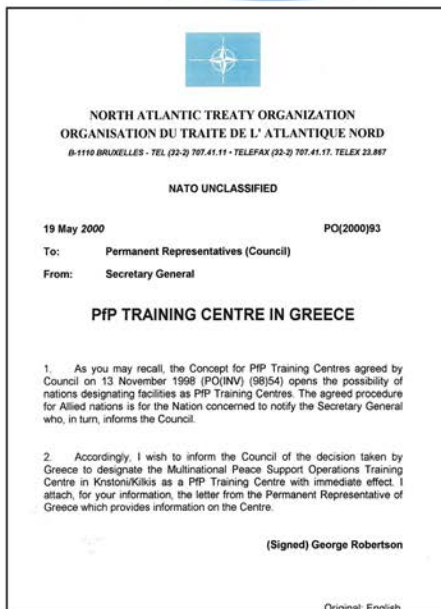 NORTH ATLANTIC TREATY ORGANIZATION
ORGANISATION DU TRAITE DE L' ATLANTIQUE NORD
B-1110 BRUXELLES - TEL (32-2) 707.41.11 • TELEFAX (32-2) 707.41.17. TELEX 23.867
NATO UNCLASSIFIED
19 May 2000 PO(2000)93
To: Permanent Representatives (Council)
From: Secretary General
PfP TRAINING CENTRE IN GREECE
1. As you may recall, the Concept for PfP Training Centres agreed by
Council on 13 November 1998 (PO(INV) (98)54) opens the possibility of
nations designating facilities as PfP Training Centres. The agreed procedure
for Allied nations is for the Nation concerned to notify the Secretary General
who, in turn, informs the Council.
2. Accordingly, I wish to inform the Council of the decision taken by
Greece to designate the Multinational Peace Support Operations Training
Centre in Knstoni/Kilkis as a PfP Training Centre with immediate effect. I
attach, for your information, the letter from the Permanent Representative of
Greece which provides information on the Centre.
(Signed) George Robertson
Original: English